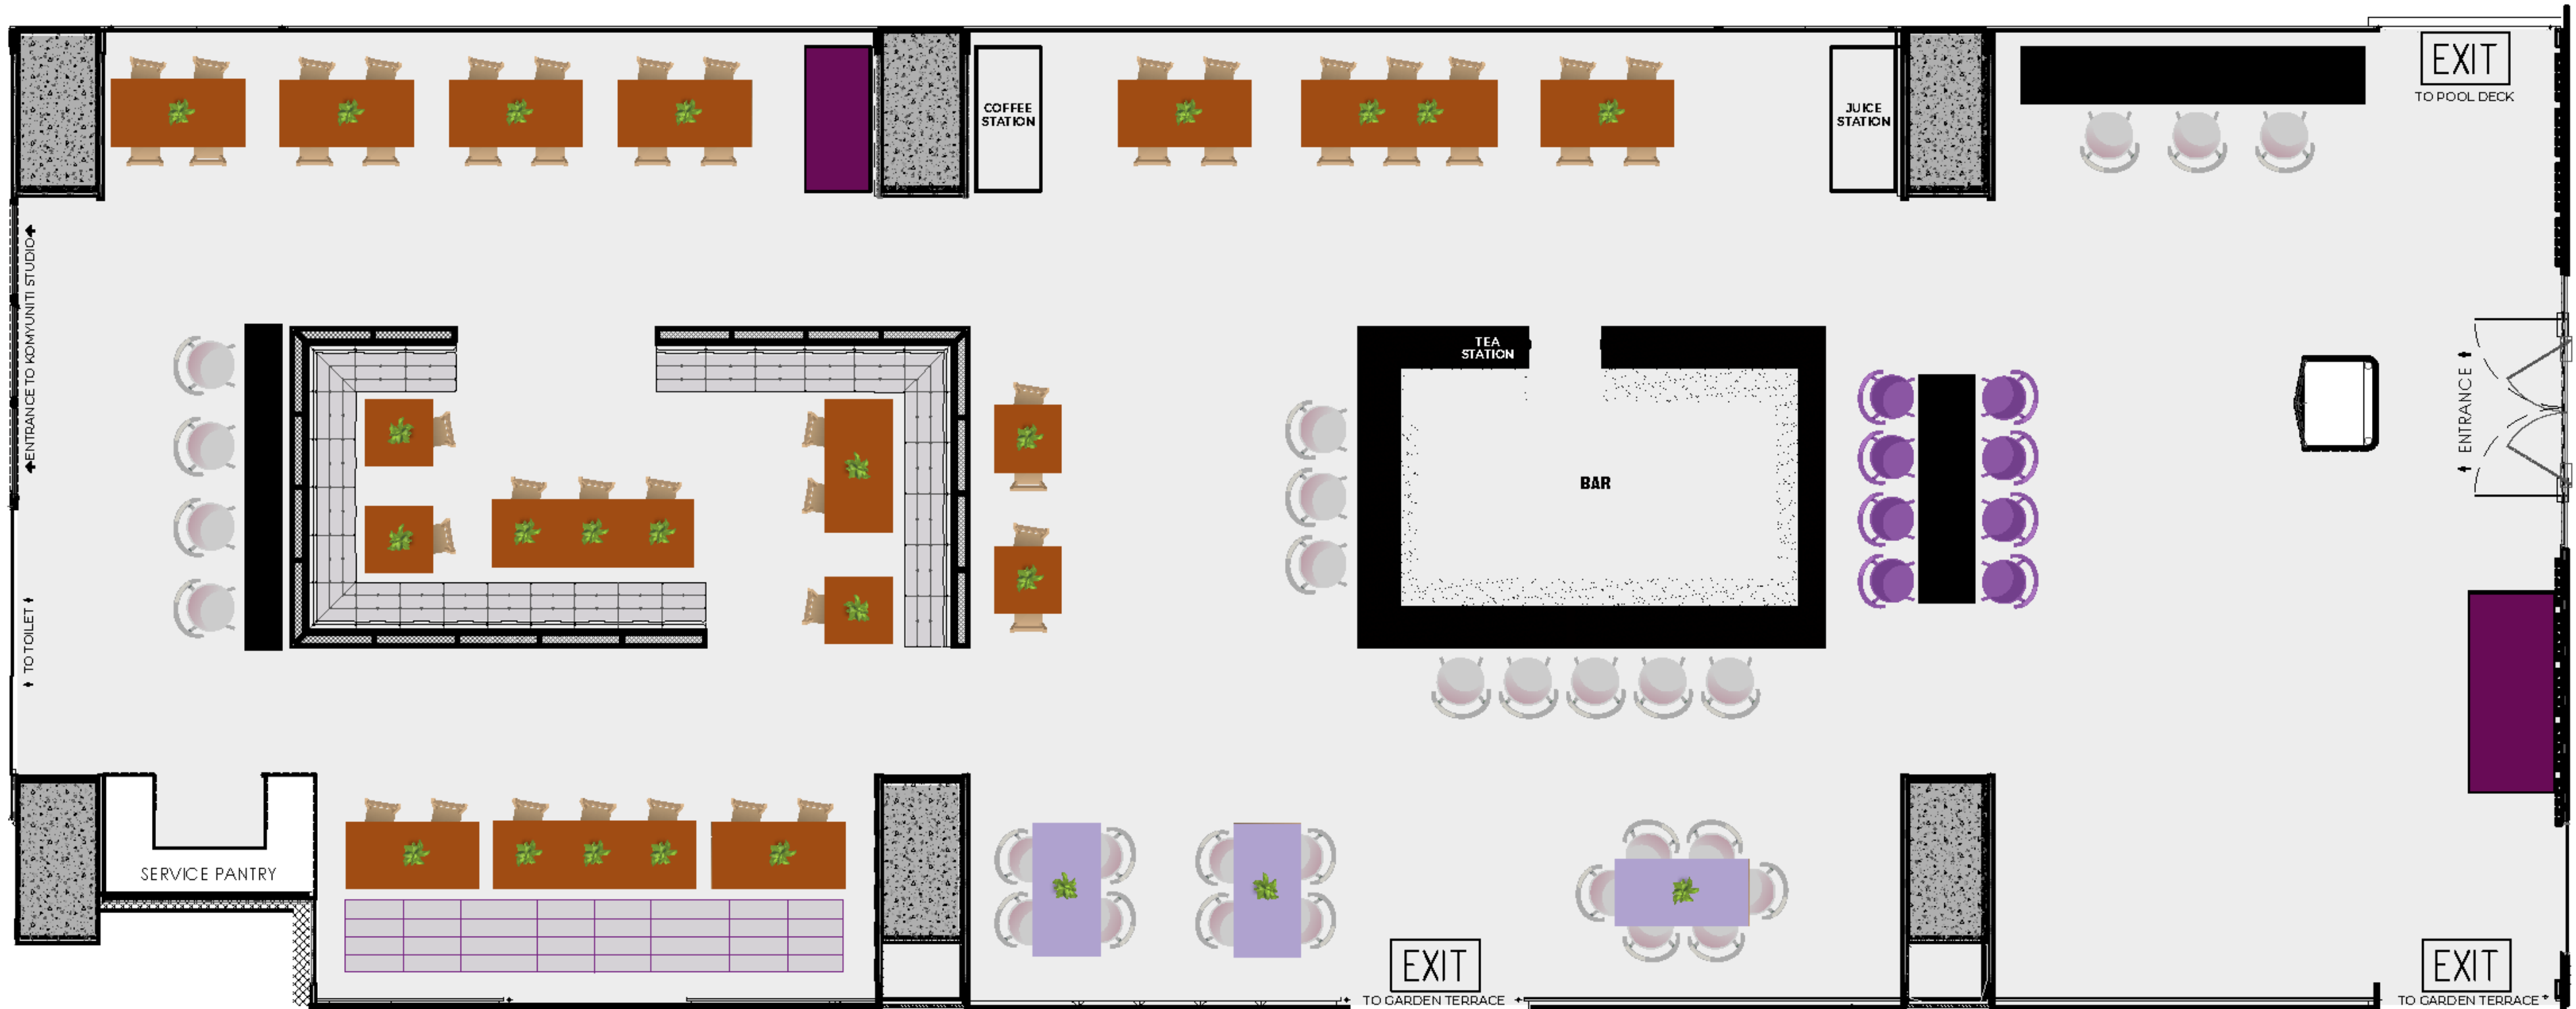 EXIT
TO POOL DECK
COFFEE
STATION
JUICE
STATION
ENTRANCE TO KOMYUNITI STUDIO
TEA
STATION
ENTRANCE
BAR
TO TOILET
SERVICE PANTRY
EXIT
TO GARDEN TERRACE
EXIT
TO GARDEN TERRACE